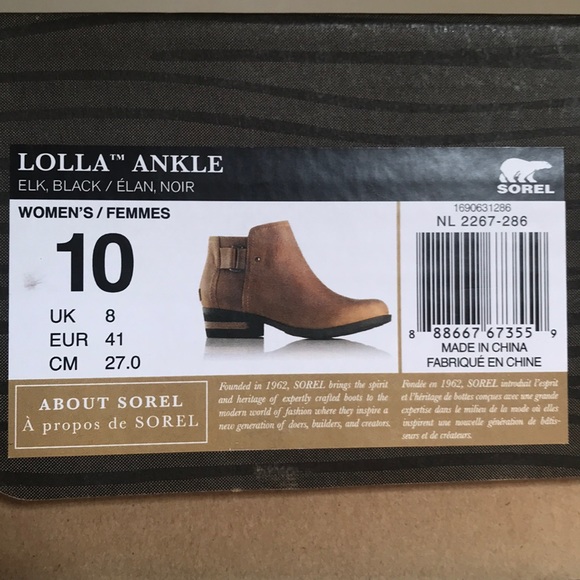 LOLLA™ ANKLE
ELK, BLACK / ÉLAN, NOIR
SOREL
WOMEN'S / FEMMES
10
UK 8
EUR 41
CM 27.0
1690631286
NL 2267-286
8 88667 67355 9
MADE IN CHINA
FABRIQUÉ EN CHINE
ABOUT SOREL
À propos de SOREL
Founded in 1962, SOREL brings the spirit
and heritage of expertly crafted boots to the
modern world of fashion where they inspire a
new generation of doers, builders, and creators.
Fondée en 1962, SOREL introduit l'esprit
et l'héritage de bottes conçues avec une grande
expertise dans le milieu de la mode où elles
inspirent une nouvelle génération de bâtis-
seurs et de créateurs.